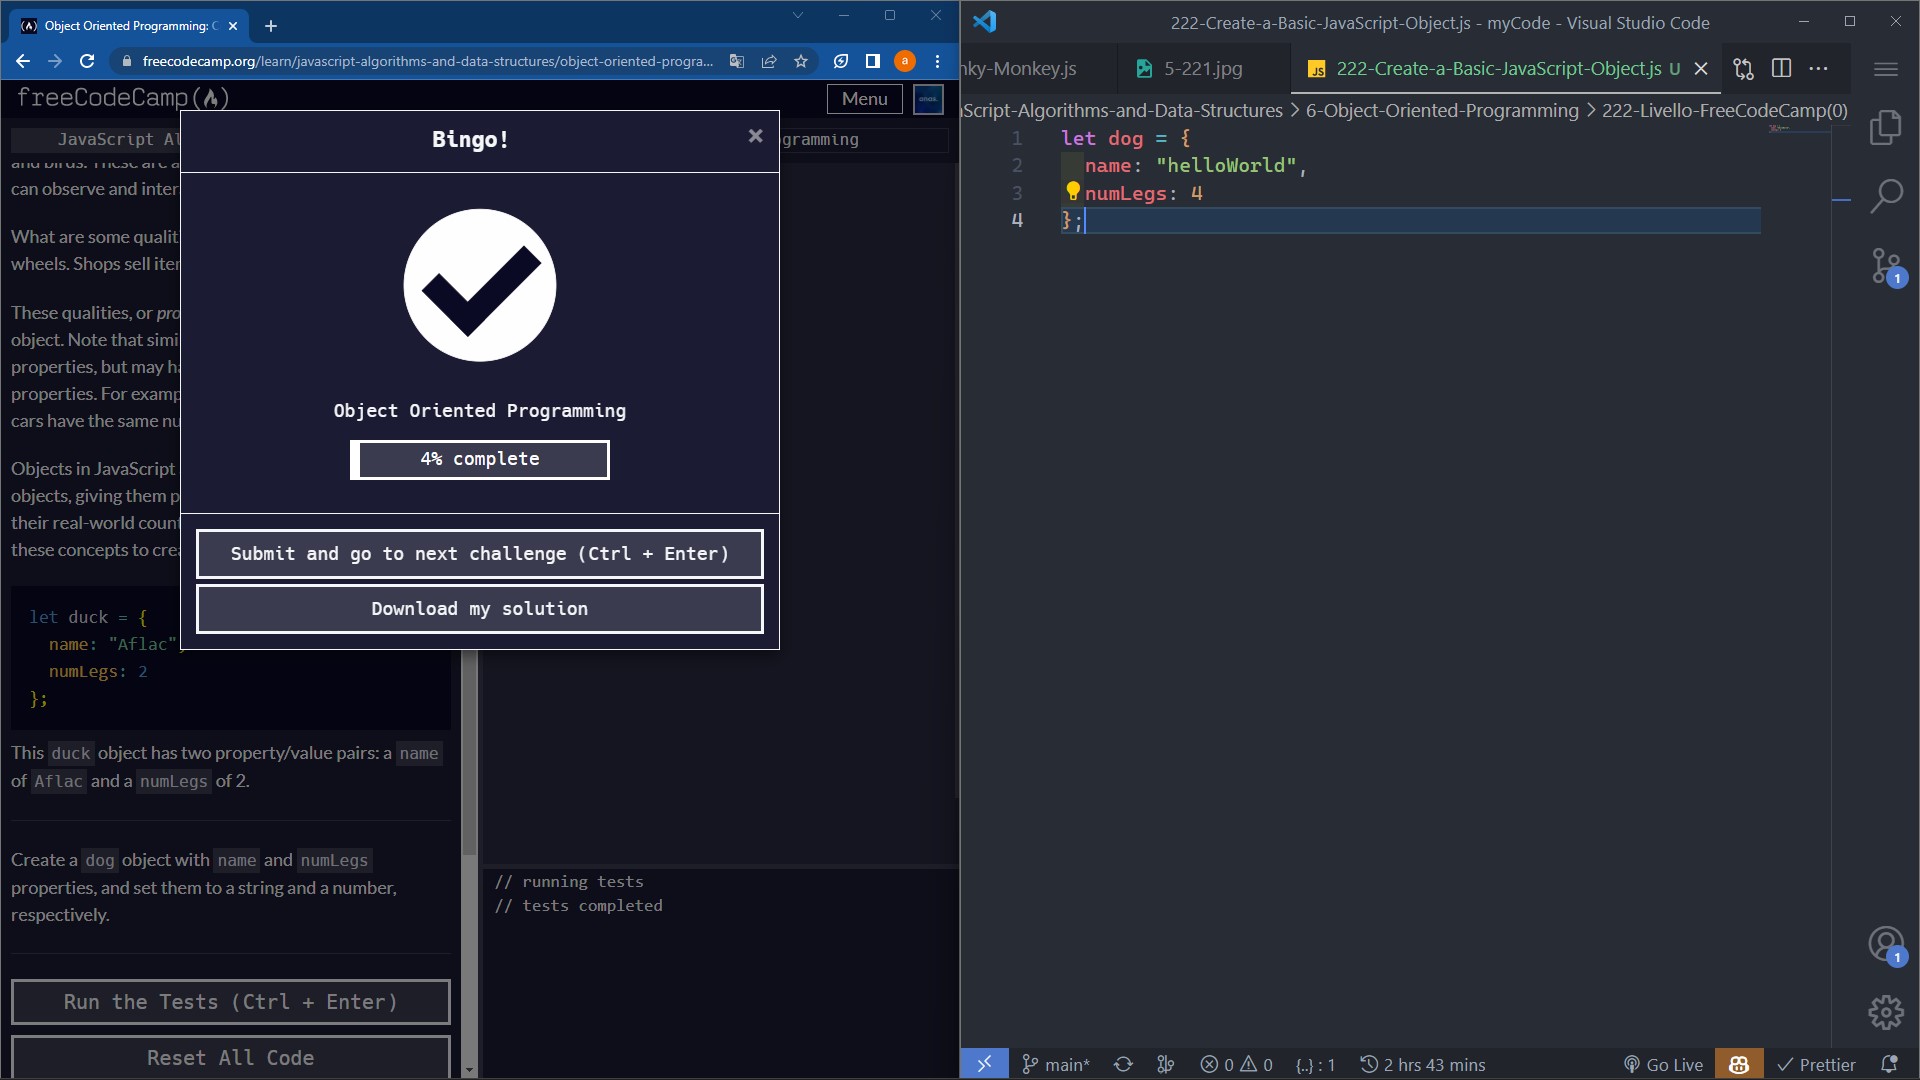 Object Oriented Programming: C
freecodecamp.org/learn/javascript-algorithms-and-data-structures/object-oriented-progra...
a
freeCodeCamp
Menu
JavaScript Al
gramming
can observe and inter
What are some qualit
wheels. Shops sell iter
These qualities, or pro
object. Note that simi
properties, but may ha
properties. For examp
cars have the same nu
Objects in JavaScript
objects, giving them p
their real-world count
these concepts to crea
let duck = {
name: "Aflac",
numLegs: 2
};
This duck object has two property/value pairs: a name
of Aflac and a numLegs of 2.
Create a dog object with name and numLegs
properties, and set them to a string and a number,
respectively.
Run the Tests (Ctrl + Enter)
Reset All Code
Bingo!
Object Oriented Programming
4% complete
Submit and go to next challenge (Ctrl + Enter)
Download my solution
// running tests
// tests completed
222-Create-a-Basic-JavaScript-Object.js - myCode - Visual Studio Code
nky-Monkey.js
5-221.jpg
JS 222-Create-a-Basic-JavaScript-Object.js U
aScript-Algorithms-and-Data-Structures > 6-Object-Oriented-Programming > 222-Livello-FreeCodeCamp(0)
1 let dog = {
2 name: "helloWorld",
3 numLegs: 4
4 };
1
1
main*
0 0
{..} : 1
2 hrs 43 mins
Go Live
Prettier